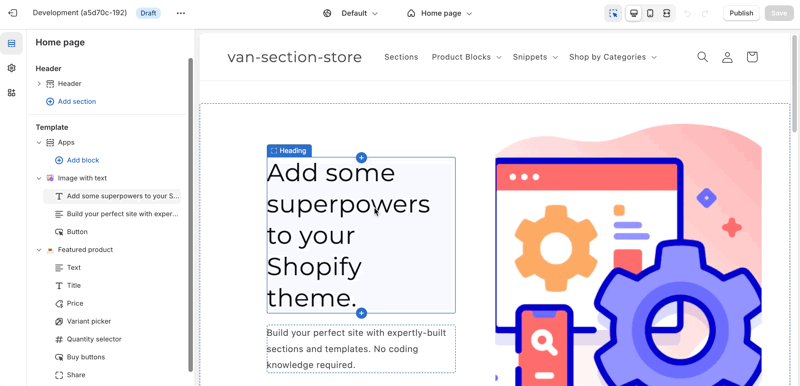 Development (a5d70c-192) Draft ••• Default Home page Publish Save
Home page
Header
Header
Add section
Template
Apps
Add block
Image with text
Add some superpowers to your S...
Build your perfect site with exper...
Button
Featured product
Text
Title
Price
Variant picker
Quantity selector
Buy buttons
Share
van-section-store Sections Product Blocks Snippets Shop by Categories
Heading
Add some
superpowers
to your
Shopify
theme.
Build your perfect site with expertly-built
sections and templates. No coding
knowledge required.